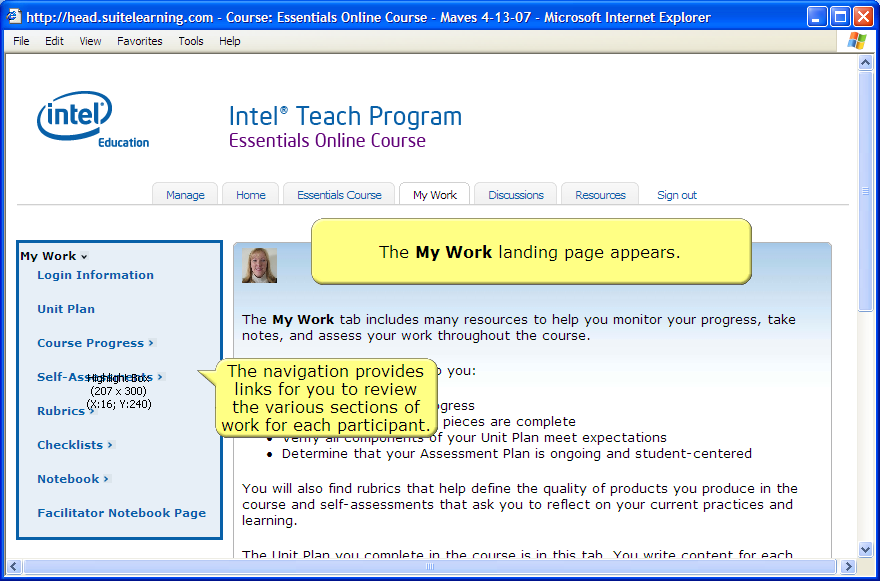 http://head.suitelearning.com - Course: Essentials Online Course - Maves 4-13-07 - Microsoft Internet Explorer
File Edit View Favorites Tools Help
intel
Education
Intel® Teach Program
Essentials Online Course
Manage Home Essentials Course My Work Discussions Resources Sign out
My Work
Login Information
Unit Plan
Course Progress
Self-Assessments
Highlight Box
(207 x 300)
(X:16; Y:240)
Rubrics
Checklists
Notebook
Facilitator Notebook Page
The My Work landing page appears.
The My Work tab includes many resources to help you monitor your progress, take
notes, and assess your work throughout the course.
you:
The navigation provides
links for you to review
the various sections of
work for each participant.
pieces are complete
Verify all components of your Unit Plan meet expectations
Determine that your Assessment Plan is ongoing and student-centered
You will also find rubrics that help define the quality of products you produce in the
course and self-assessments that ask you to reflect on your current practices and
learning.
The Unit Plan you complete in the course is in this tab. You write content for each